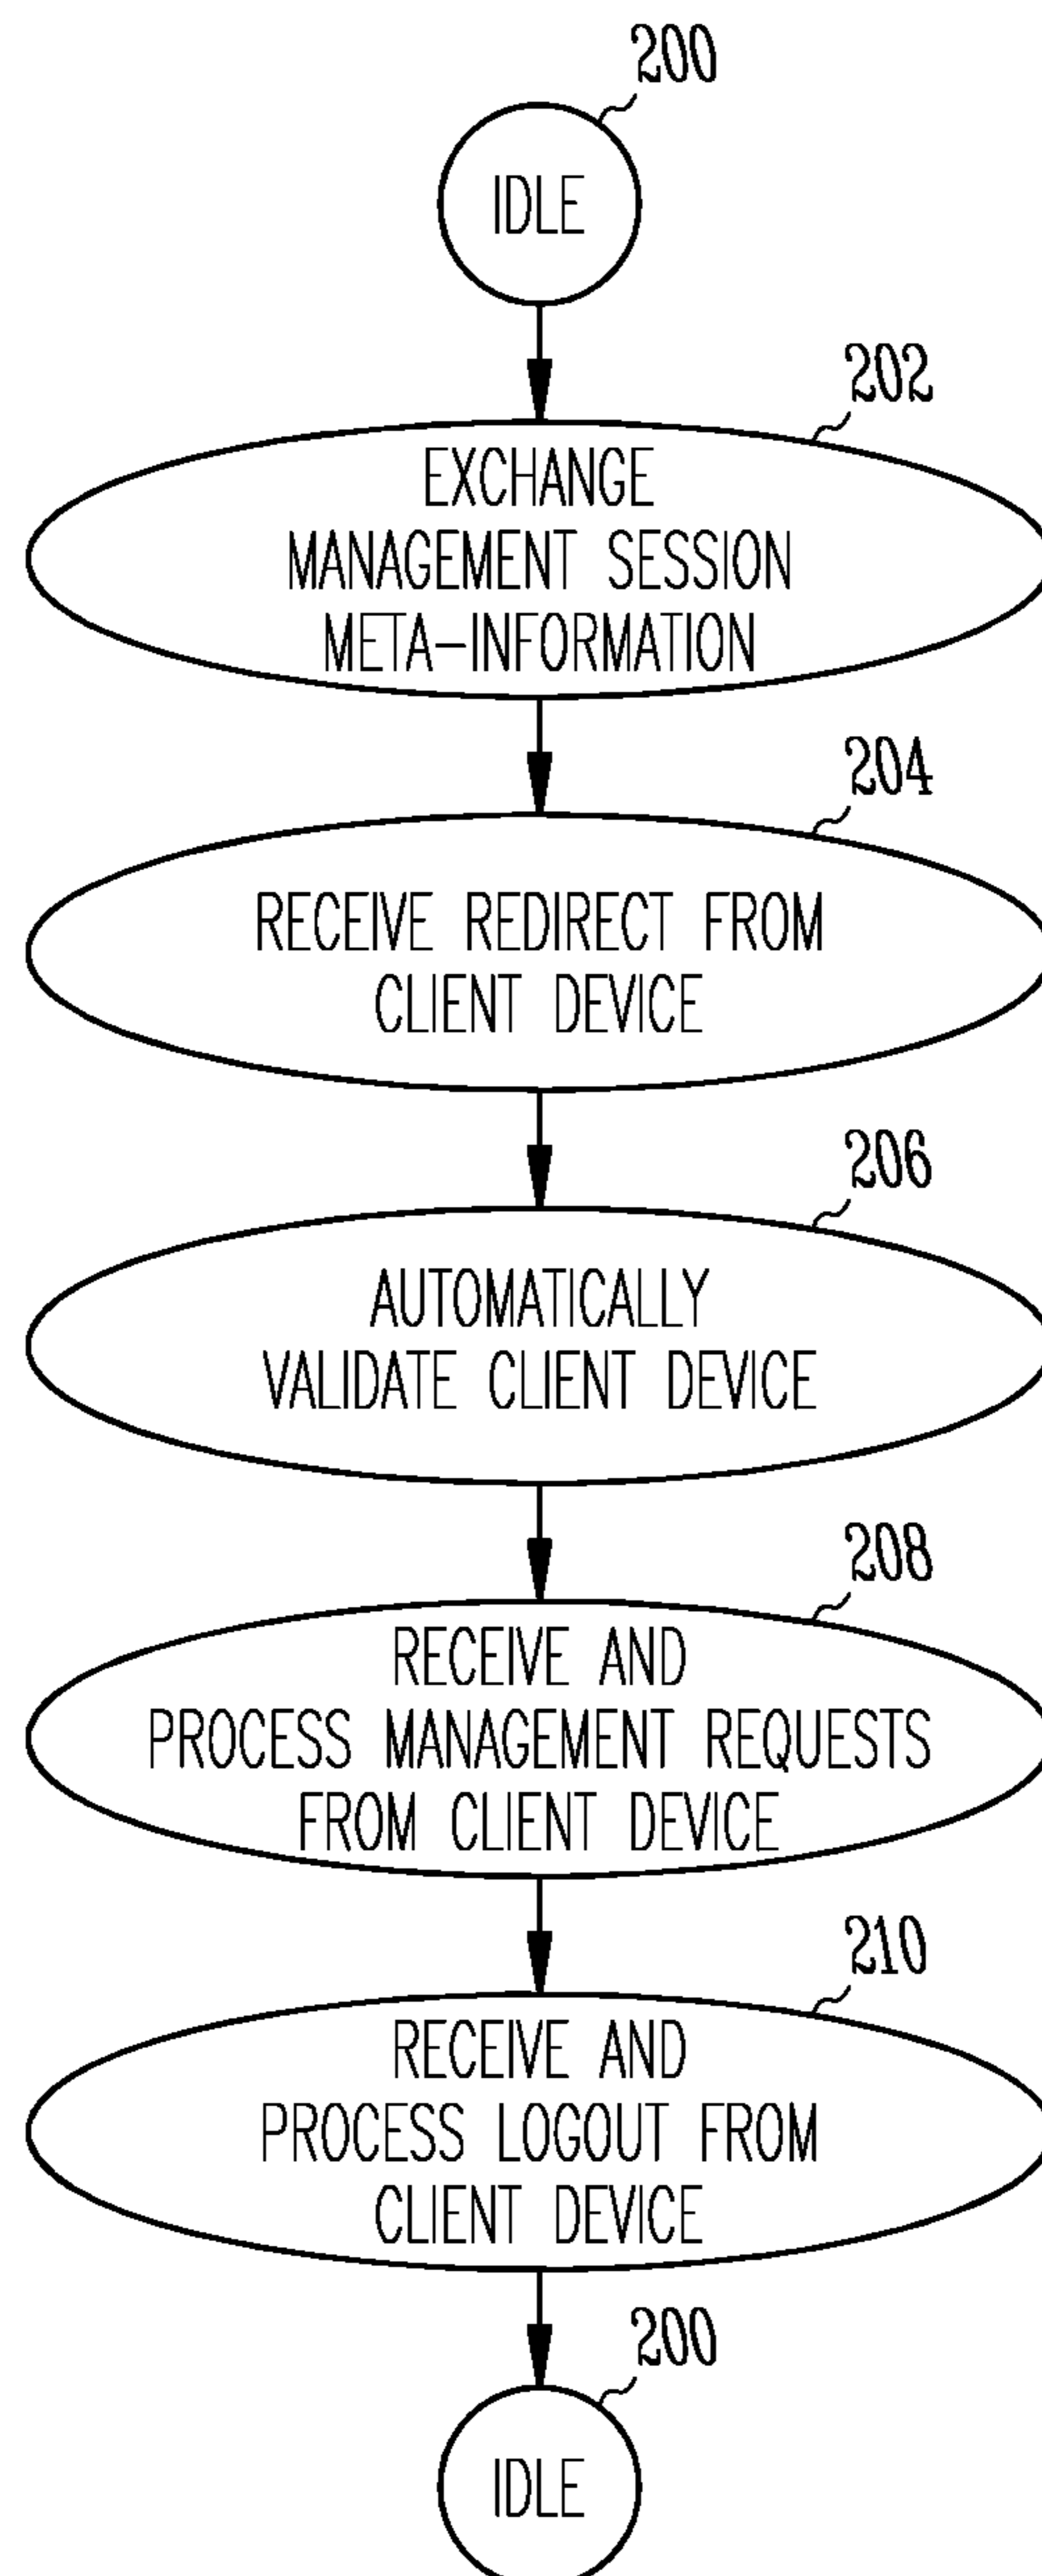 200
IDLE
202
EXCHANGE
MANAGEMENT SESSION
META-INFORMATION
204
RECEIVE REDIRECT FROM
CLIENT DEVICE
206
AUTOMATICALLY
VALIDATE CLIENT DEVICE
208
RECEIVE AND
PROCESS MANAGEMENT REQUESTS
FROM CLIENT DEVICE
210
RECEIVE AND
PROCESS LOGOUT FROM
CLIENT DEVICE
200
IDLE